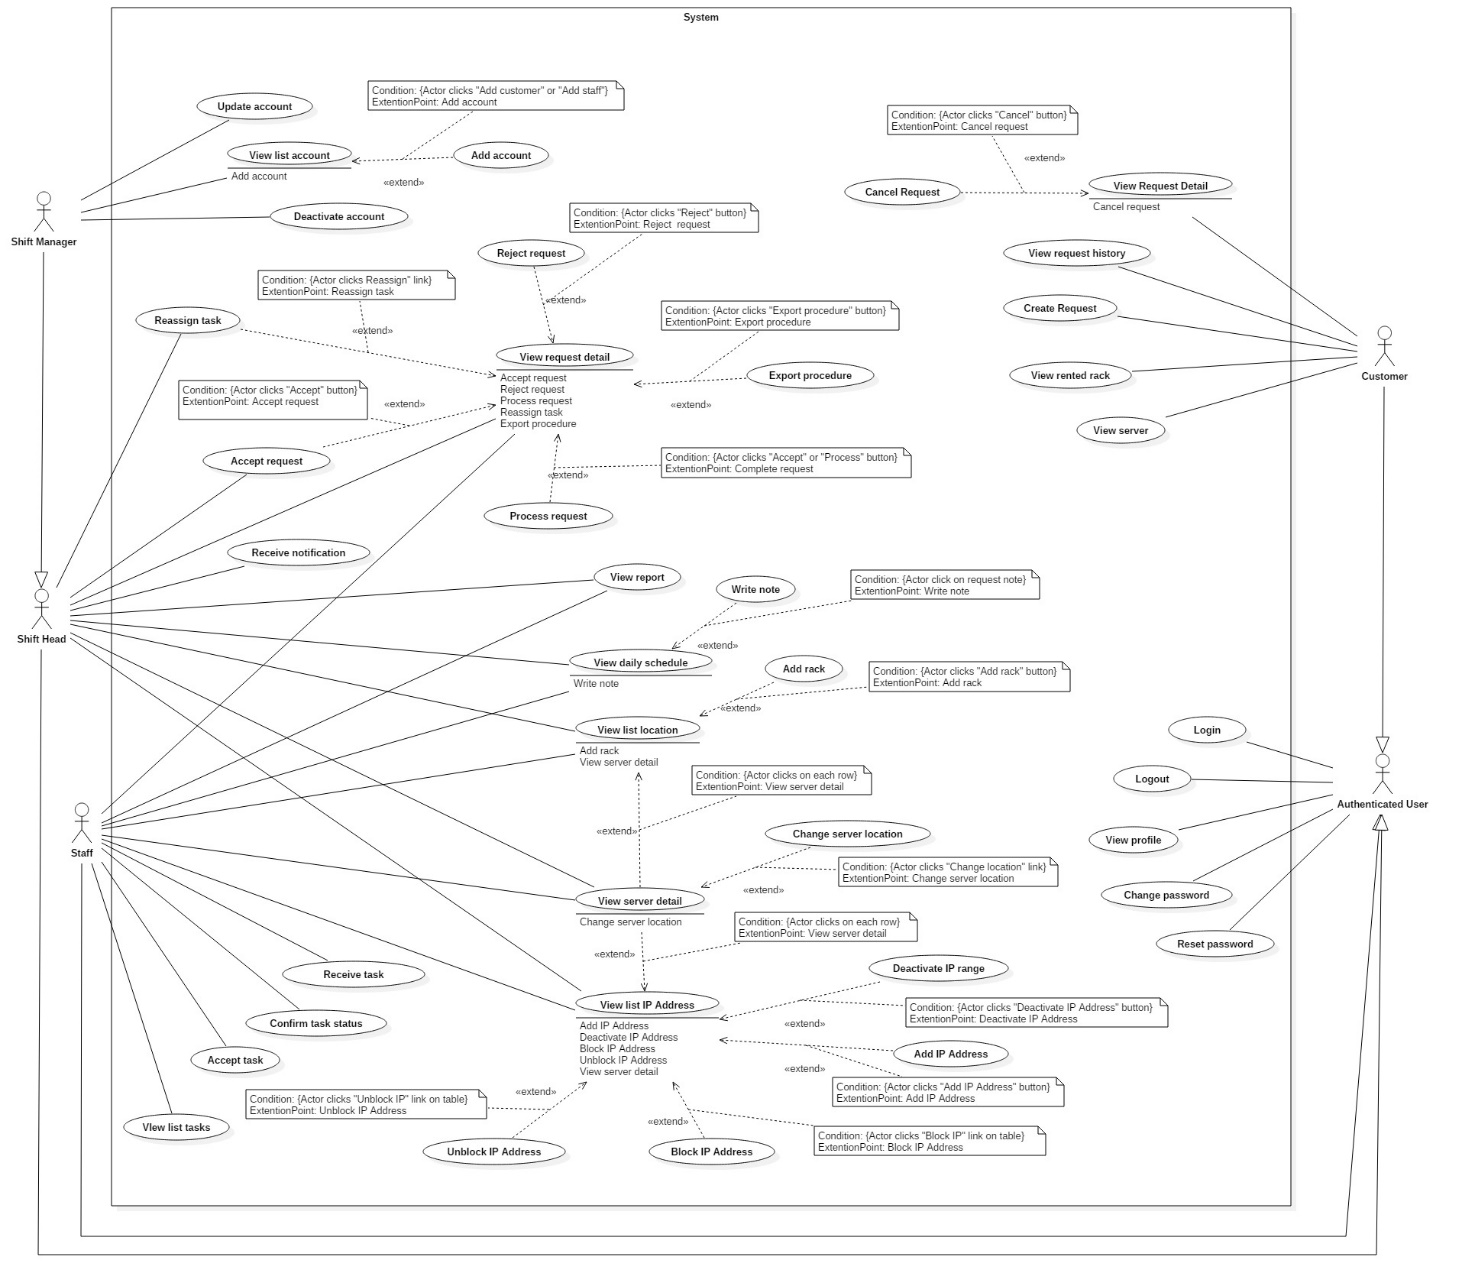 System
Condition: {Actor clicks "Add customer" or "Add staff"}
ExtentionPoint: Add account
Update account
View list account
Add account
Add account
«extend»
Deactivate account
Shift Manager
Condition: {Actor clicks "Cancel" button}
ExtentionPoint: Cancel request
«extend»
Cancel Request
View Request Detail
Cancel request
Condition: {Actor clicks "Reject" button}
ExtentionPoint: Reject  request
Reject request
«extend»
View request history
Condition: {Actor clicks Reassign" link}
ExtentionPoint: Reassign task
Reassign task
«extend»
Condition: {Actor clicks "Export procedure" button}
ExtentionPoint: Export procedure
Create Request
View request detail
Accept request
Reject request
Process request
Reassign task
Export procedure
Export procedure
«extend»
View rented rack
Customer
View server
Condition: {Actor clicks "Accept" button}
ExtentionPoint: Accept request
«extend»
Accept request
Condition: {Actor clicks "Accept" or "Process" button}
ExtentionPoint: Complete request
«extend»
Process request
Receive notification
View report
Write note
Condition: {Actor click on request note}
ExtentionPoint: Write note
«extend»
Shift Head
View daily schedule
Write note
Add rack
Condition: {Actor clicks "Add rack" button}
ExtentionPoint: Add rack
«extend»
View list location
Add rack
View server detail
Login
Condition: {Actor clicks on each row}
ExtentionPoint: View server detail
Logout
Authenticated User
«extend»
Change server location
View profile
Staff
Condition: {Actor clicks "Change location" link}
ExtentionPoint: Change server location
«extend»
View server detail
Change server location
Change password
Condition: {Actor clicks on each row}
ExtentionPoint: View server detail
«extend»
Reset password
Receive task
Deactivate IP range
View list IP Address
Add IP Address
Deactivate IP Address
Block IP Address
Unblock IP Address
View server detail
Condition: {Actor clicks "Deactivate IP Address" button}
ExtentionPoint: Deactivate IP Address
«extend»
Confirm task status
Add IP Address
Accept task
«extend»
Condition: {Actor clicks "Add IP Address" button}
ExtentionPoint: Add IP Address
Condition: {Actor clicks "Unblock IP" link on table}
ExtentionPoint: Unblock IP Address
«extend»
«extend»
VIew list tasks
Condition: {Actor clicks "Block IP" link on table}
ExtentionPoint: Block IP Address
Unblock IP Address
Block IP Address